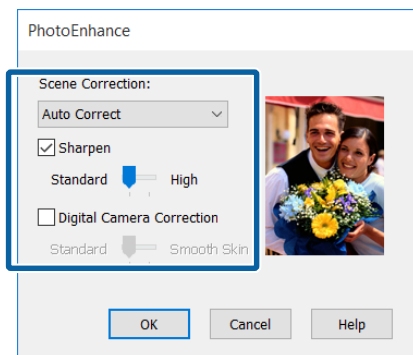 PhotoEnhance
Scene Correction:
Auto Correct
Sharpen
Standard High
Digital Camera Correction
Standard Smooth Skin
OK Cancel Help